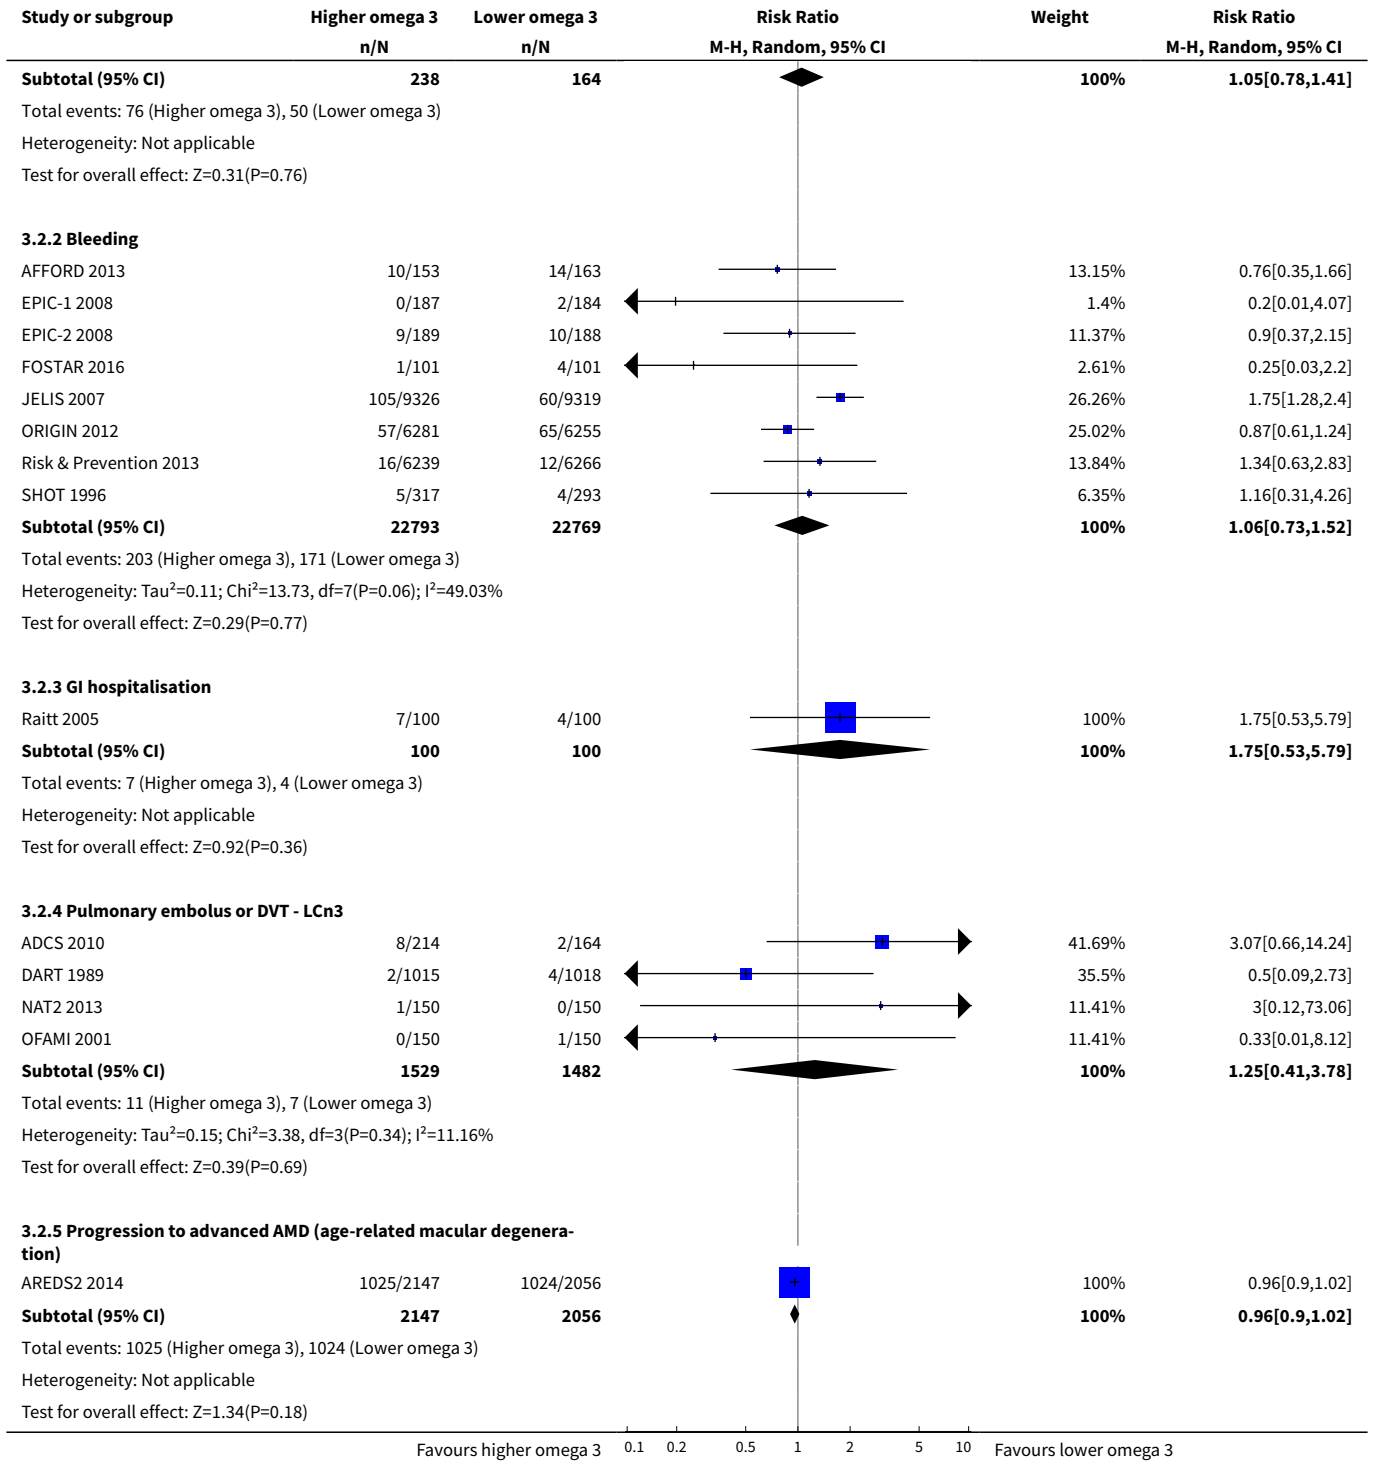 Study or subgroup Higher omega 3 Lower omega 3 Risk Ratio Weight Risk Ratio
n/N n/N M-H, Random, 95% CI M-H, Random, 95% CI
Subtotal (95% CI) 238 164 100% 1.05[0.78,1.41]
Total events: 76 (Higher omega 3), 50 (Lower omega 3)
Heterogeneity: Not applicable
Test for overall effect: Z=0.31(P=0.76)
3.2.2 Bleeding
AFFORD 2013 10/153 14/163 13.15% 0.76[0.35,1.66]
EPIC-1 2008 0/187 2/184 1.4% 0.2[0.01,4.07]
EPIC-2 2008 9/189 10/188 11.37% 0.9[0.37,2.15]
FOSTAR 2016 1/101 4/101 2.61% 0.25[0.03,2.2]
JELIS 2007 105/9326 60/9319 26.26% 1.75[1.28,2.4]
ORIGIN 2012 57/6281 65/6255 25.02% 0.87[0.61,1.24]
Risk & Prevention 2013 16/6239 12/6266 13.84% 1.34[0.63,2.83]
SHOT 1996 5/317 4/293 6.35% 1.16[0.31,4.26]
Subtotal (95% CI) 22793 22769 100% 1.06[0.73,1.52]
Total events: 203 (Higher omega 3), 171 (Lower omega 3)
Heterogeneity: Tau²=0.11; Chi²=13.73, df=7(P=0.06); I²=49.03%
Test for overall effect: Z=0.29(P=0.77)
3.2.3 GI hospitalisation
Raitt 2005 7/100 4/100 100% 1.75[0.53,5.79]
Subtotal (95% CI) 100 100 100% 1.75[0.53,5.79]
Total events: 7 (Higher omega 3), 4 (Lower omega 3)
Heterogeneity: Not applicable
Test for overall effect: Z=0.92(P=0.36)
3.2.4 Pulmonary embolus or DVT - LCn3
ADCS 2010 8/214 2/164 41.69% 3.07[0.66,14.24]
DART 1989 2/1015 4/1018 35.5% 0.5[0.09,2.73]
NAT2 2013 1/150 0/150 11.41% 3[0.12,73.06]
OFAMI 2001 0/150 1/150 11.41% 0.33[0.01,8.12]
Subtotal (95% CI) 1529 1482 100% 1.25[0.41,3.78]
Total events: 11 (Higher omega 3), 7 (Lower omega 3)
Heterogeneity: Tau²=0.15; Chi²=3.38, df=3(P=0.34); I²=11.16%
Test for overall effect: Z=0.39(P=0.69)
3.2.5 Progression to advanced AMD (age-related macular degenera-
tion)
AREDS2 2014 1025/2147 1024/2056 100% 0.96[0.9,1.02]
Subtotal (95% CI) 2147 2056 100% 0.96[0.9,1.02]
Total events: 1025 (Higher omega 3), 1024 (Lower omega 3)
Heterogeneity: Not applicable
Test for overall effect: Z=1.34(P=0.18)
Favours higher omega 3 0.1 0.2 0.5 1 2 5 10 Favours lower omega 3